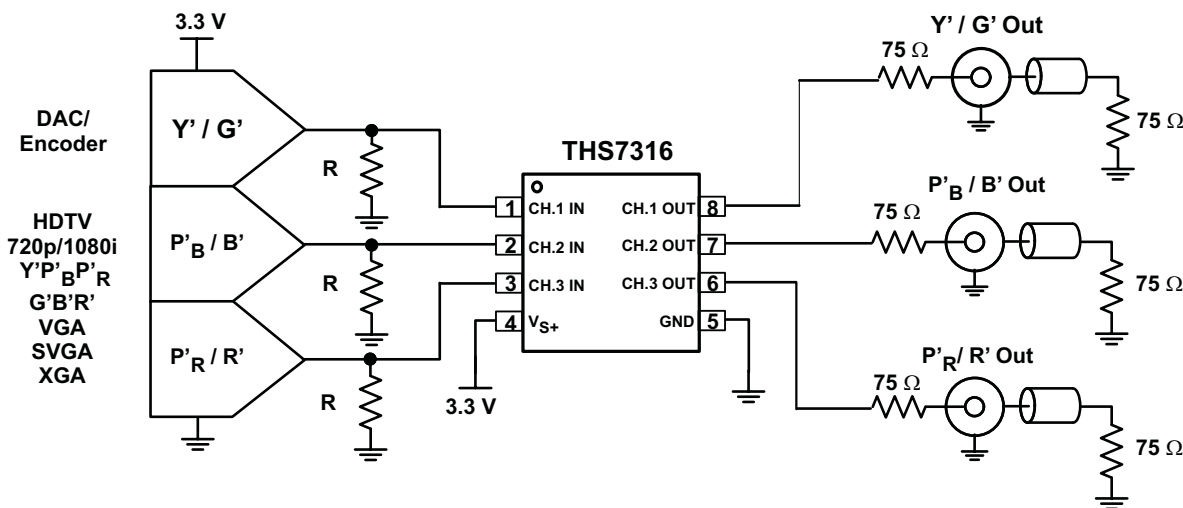 3.3 V
DAC/
Encoder
HDTV
720p/1080i
Y'P'BP'R
G'B'R'
VGA
SVGA
XGA
Y' / G'
P'B / B'
P'R / R'
R
R
R
3.3 V
THS7316
1 CH.1 IN
2 CH.2 IN
3 CH.3 IN
4 VS+
CH.1 OUT 8
CH.2 OUT 7
CH.3 OUT 6
GND 5
Y' / G' Out
75 Ω
75 Ω
P'B / B' Out
75 Ω
75 Ω
P'R / R' Out
75 Ω
75 Ω